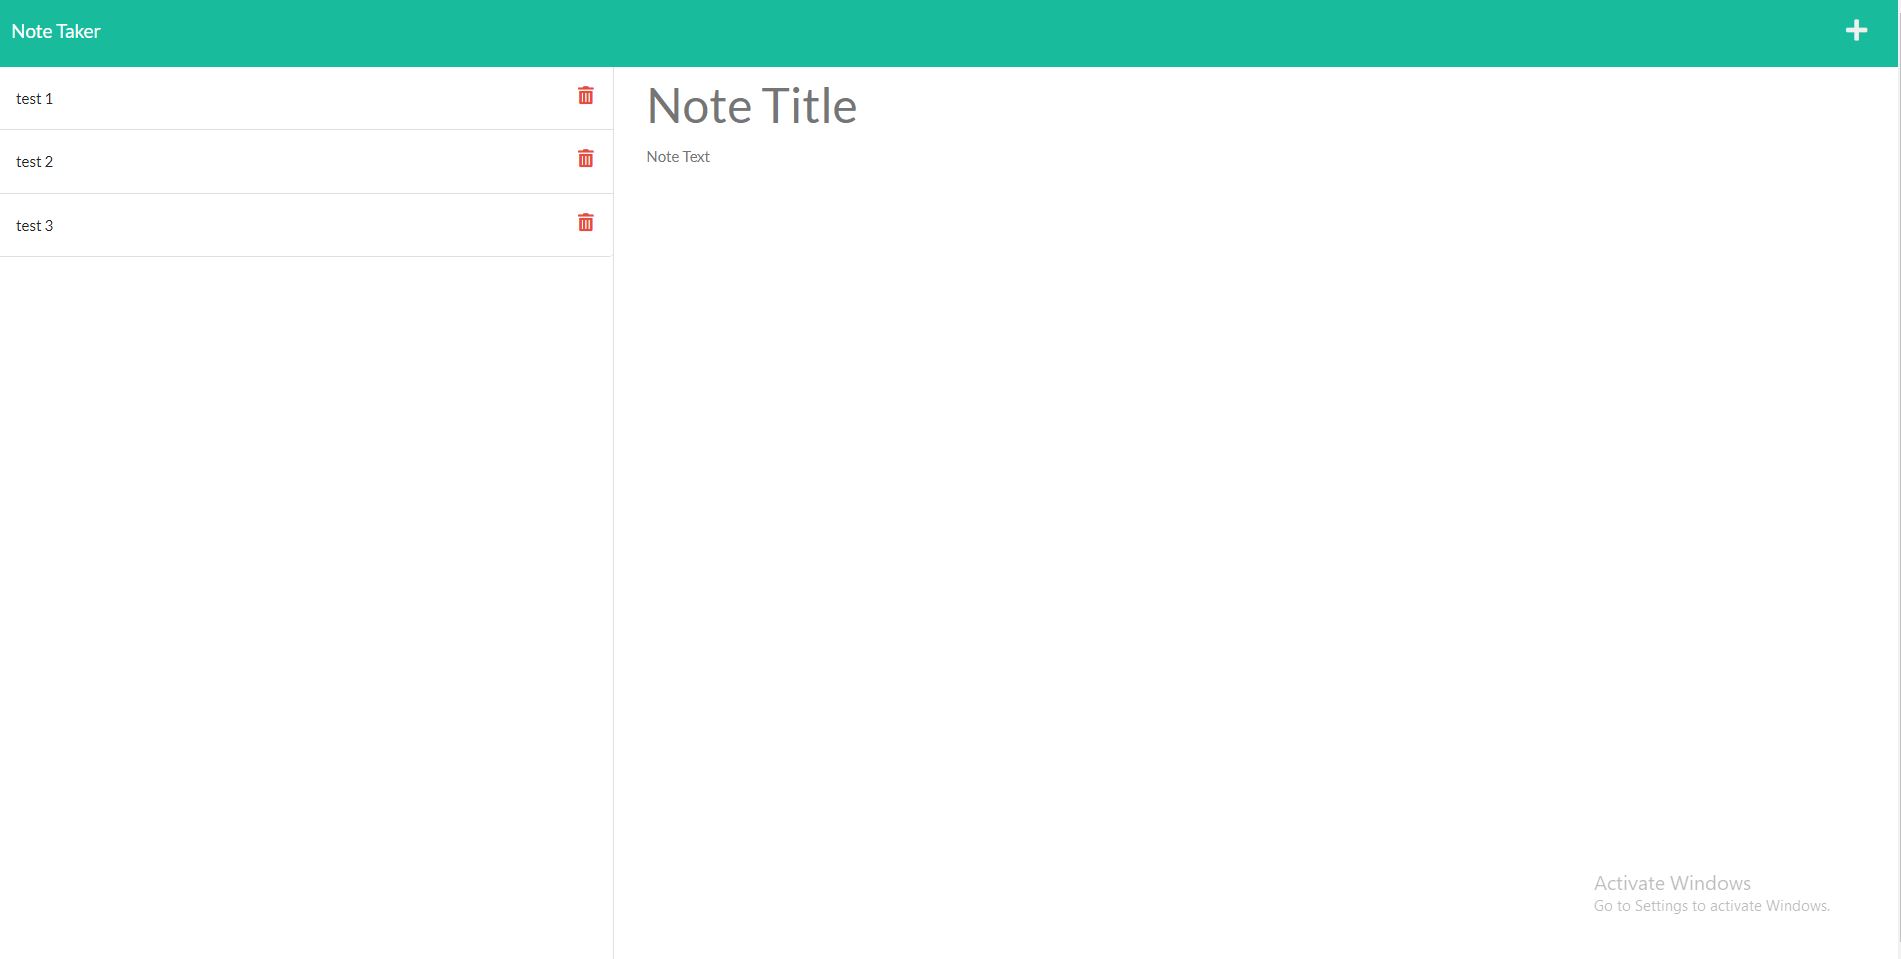 Note Taker
test 1
test 2
test 3
Note Title
Note Text
Activate Windows
Go to Settings to activate Windows.